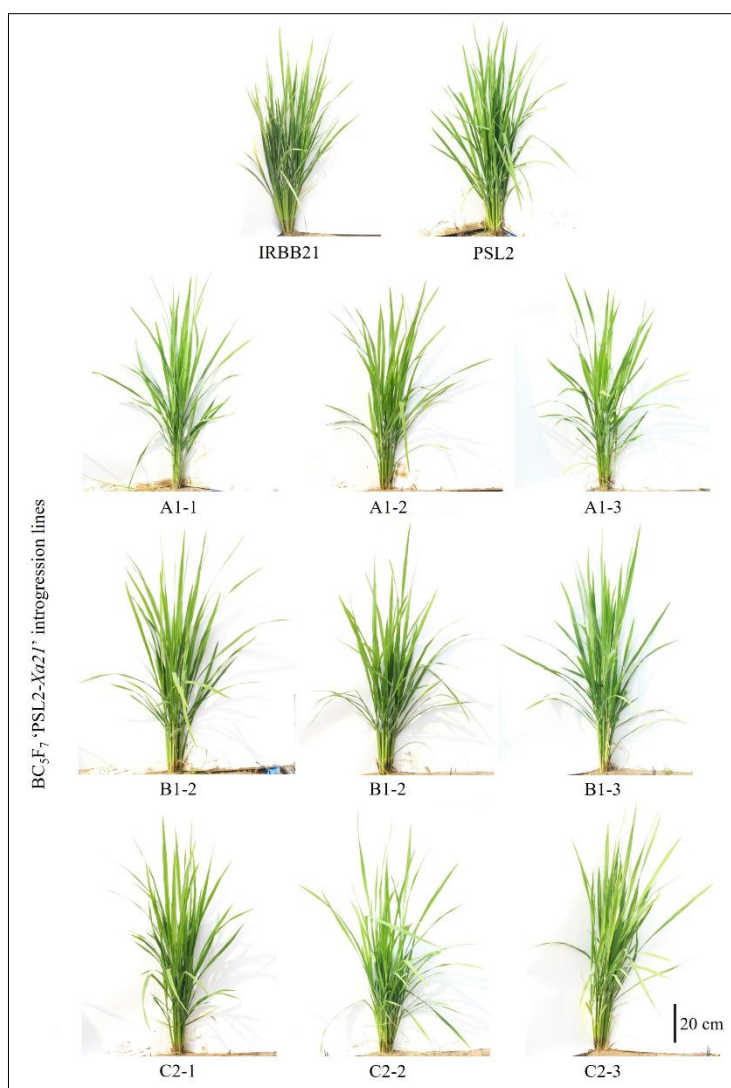 IRBB21
PSL2
BC₅F₇ ‘PSL2-Xa21’ introgression lines
A1-1
A1-2
A1-3
B1-2
B1-2
B1-3
C2-1
C2-2
C2-3
20 cm